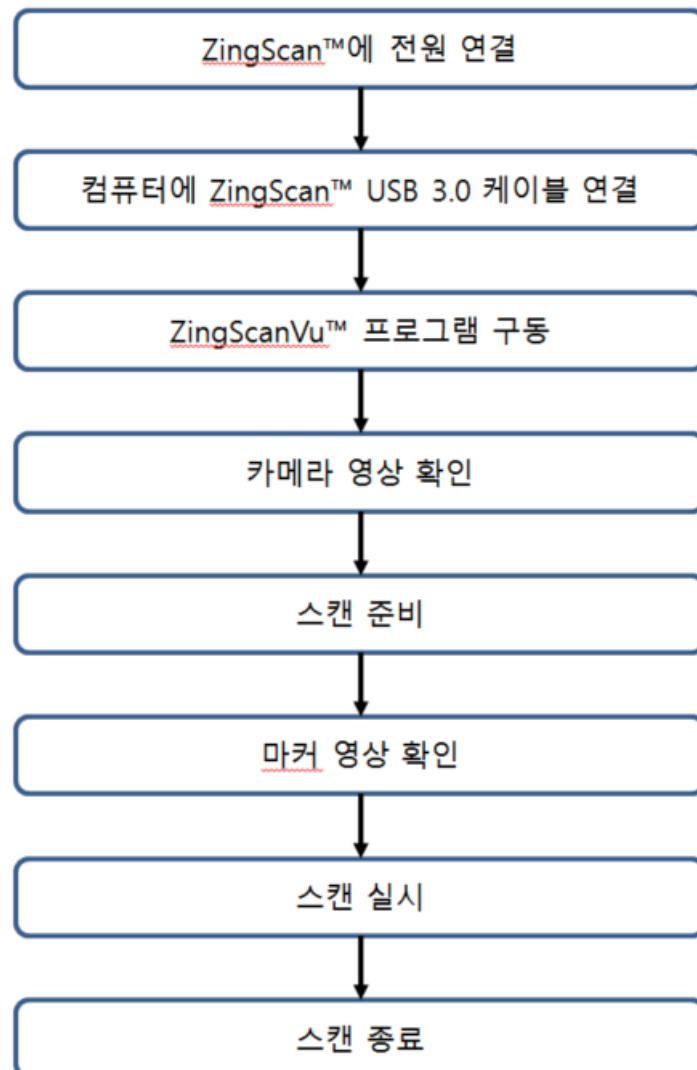 ZingScan™에 전원 연결
컴퓨터에 ZingScan™ USB 3.0 케이블 연결
ZingScanVu™ 프로그램 구동
카메라 영상 확인
스캔 준비
마커 영상 확인
스캔 실시
스캔 종료